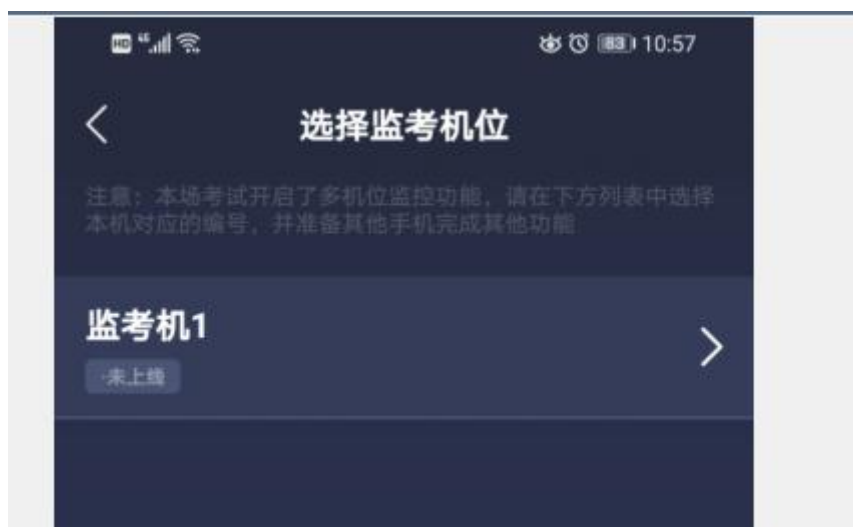 HD 4G 83 10:57
选择监考机位
注意：本场考试开启了多机位监控功能，请在下方列表中选择
本机对应的编号，并准备其他手机完成其他功能
监考机1
·未上线